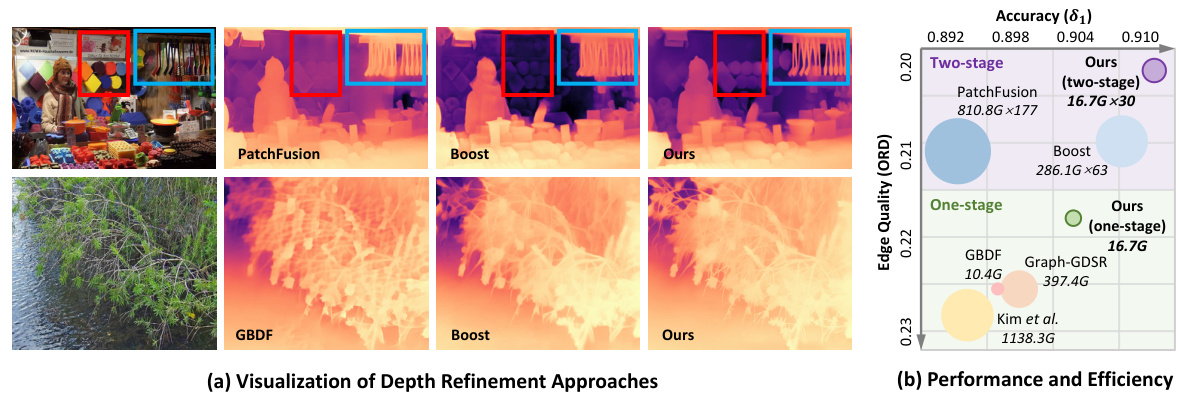 PatchFusion
Boost
Ours
GBDF
Boost
Ours
(a) Visualization of Depth Refinement Approaches
Accuracy (δ₁)
0.892
0.898
0.904
0.910
Edge Quality (ORD)
0.20
0.21
0.22
0.23
Two-stage
Ours
(two-stage)
16.7G×30
PatchFusion
810.8G×177
Boost
286.1G×63
One-stage
Ours
(one-stage)
16.7G
GBDF
10.4G
Graph-GDSR
397.4G
Kim et al.
1138.3G
(b) Performance and Efficiency